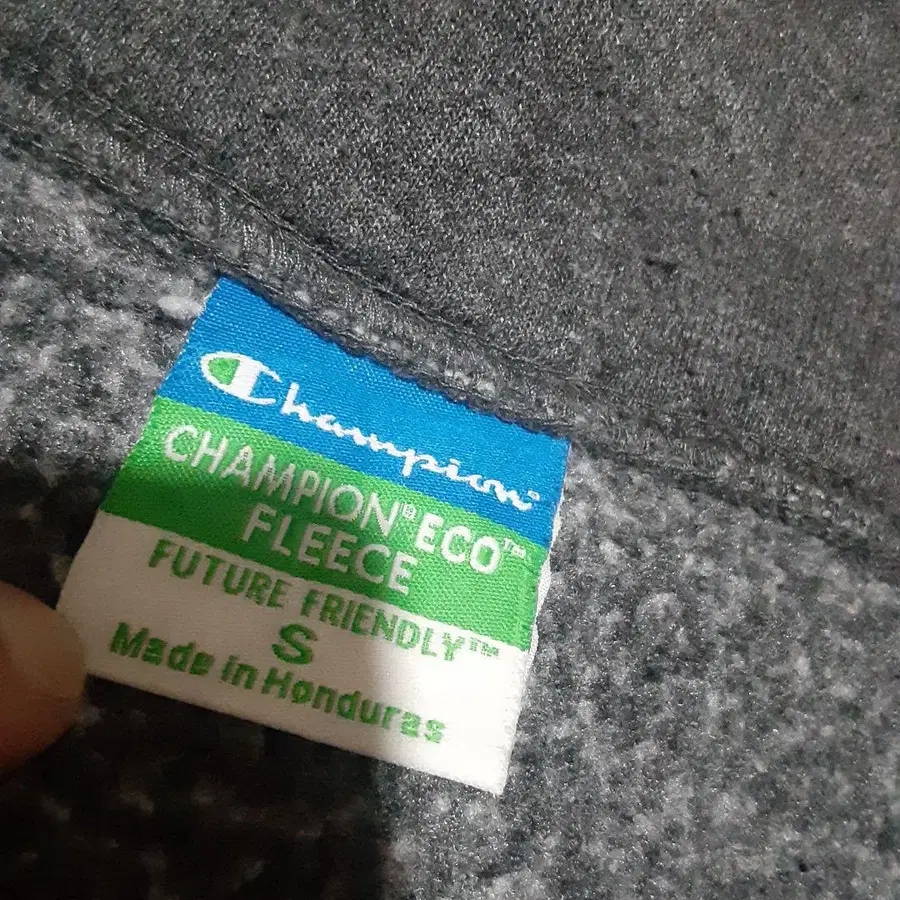 Champion®
CHAMPION® ECO™
FLEECE
FUTURE FRIENDLY™
S
Made in Honduras